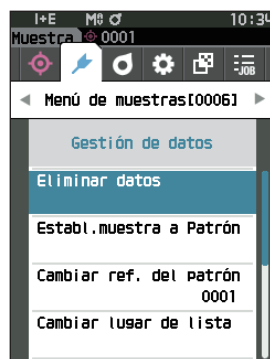 I+E M0 10:34
Muestra 0001
-JOB
Menú de muestras[0006]
Gestión de datos
Eliminar datos
Establ.muestra a Patrón
Cambiar ref. del patrón
0001
Cambiar lugar de lista